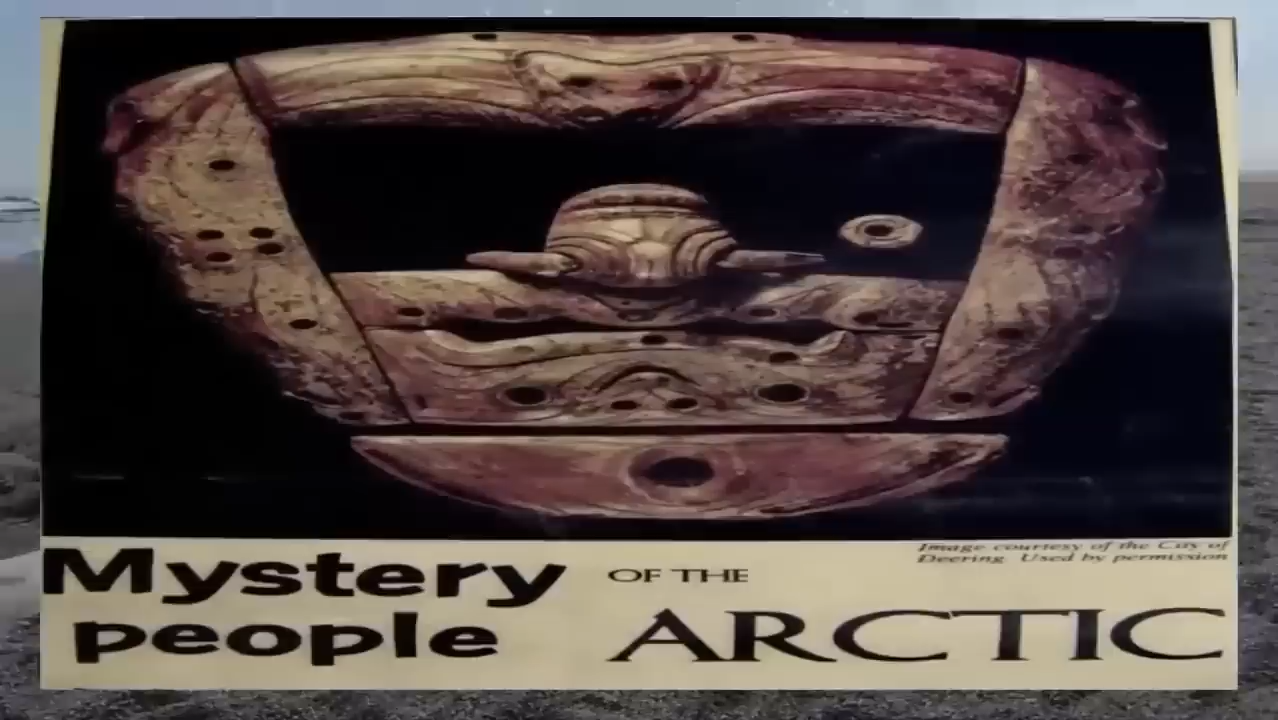 Image courtesy of the City of
Deering Used by permission
Mystery
people
OF THE
ARCTIC